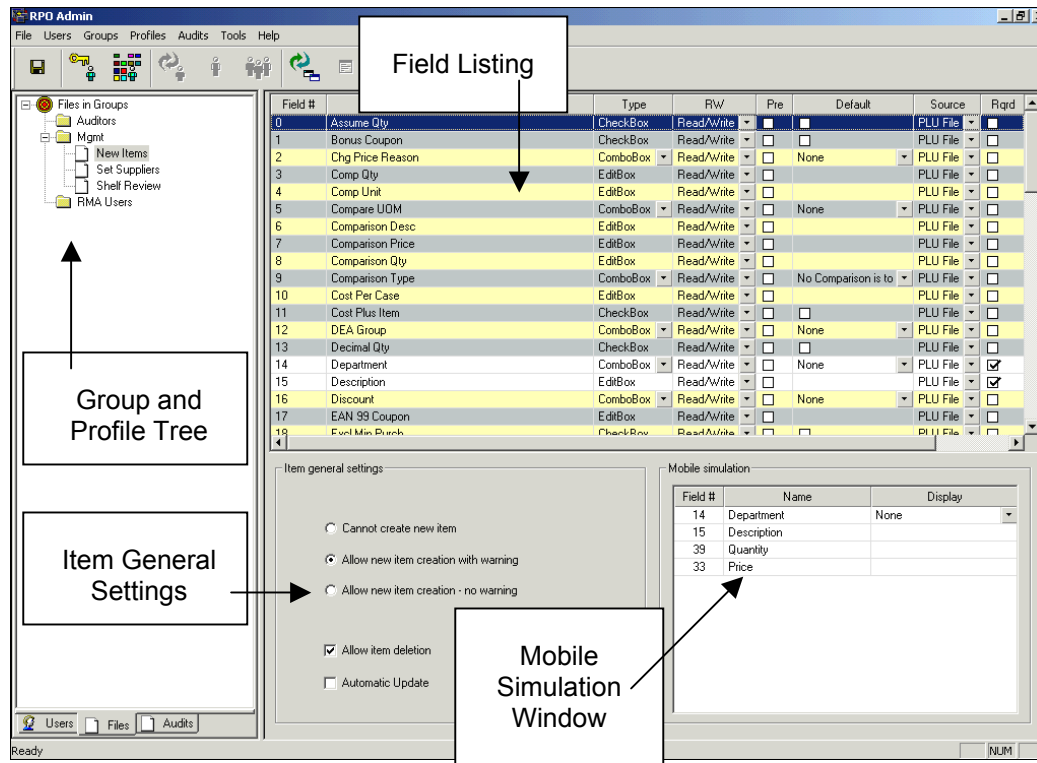 RPO Admin
File Users Groups Profiles Audits Tools Help
Field Listing
Files in Groups
Auditors
Mgmt
New Items
Set Suppliers
Shelf Review
RMA Users
Group and
Profile Tree
Field # Type RW Pre Default Source Rqrd
0 Assume Qty CheckBox Read/Write PLU File
1 Bonus Coupon CheckBox Read/Write PLU File
2 Chg Price Reason ComboBox Read/Write None PLU File
3 Comp Qty EditBox Read/Write PLU File
4 Comp Unit EditBox Read/Write PLU File
5 Compare UOM ComboBox Read/Write None PLU File
6 Comparison Desc EditBox Read/Write PLU File
7 Comparison Price EditBox Read/Write PLU File
8 Comparison Qty EditBox Read/Write PLU File
9 Comparison Type ComboBox Read/Write No Comparison is to PLU File
10 Cost Per Case EditBox Read/Write PLU File
11 Cost Plus Item CheckBox Read/Write PLU File
12 DEA Group ComboBox Read/Write None PLU File
13 Decimal Qty CheckBox Read/Write PLU File
14 Department ComboBox Read/Write None PLU File
15 Description EditBox Read/Write PLU File
16 Discount ComboBox Read/Write None PLU File
17 EAN 99 Coupon EditBox Read/Write PLU File
18 Excl Min Purch CheckBox Read/Write PLU File
Item General
Settings
Item general settings
Cannot create new item
Allow new item creation with warning
Allow new item creation - no warning
Allow item deletion
Automatic Update
Mobile simulation
Field # Name Display
14 Department None
15 Description
39 Quantity
33 Price
Mobile
Simulation
Window
Users Files Audits
Ready NUM